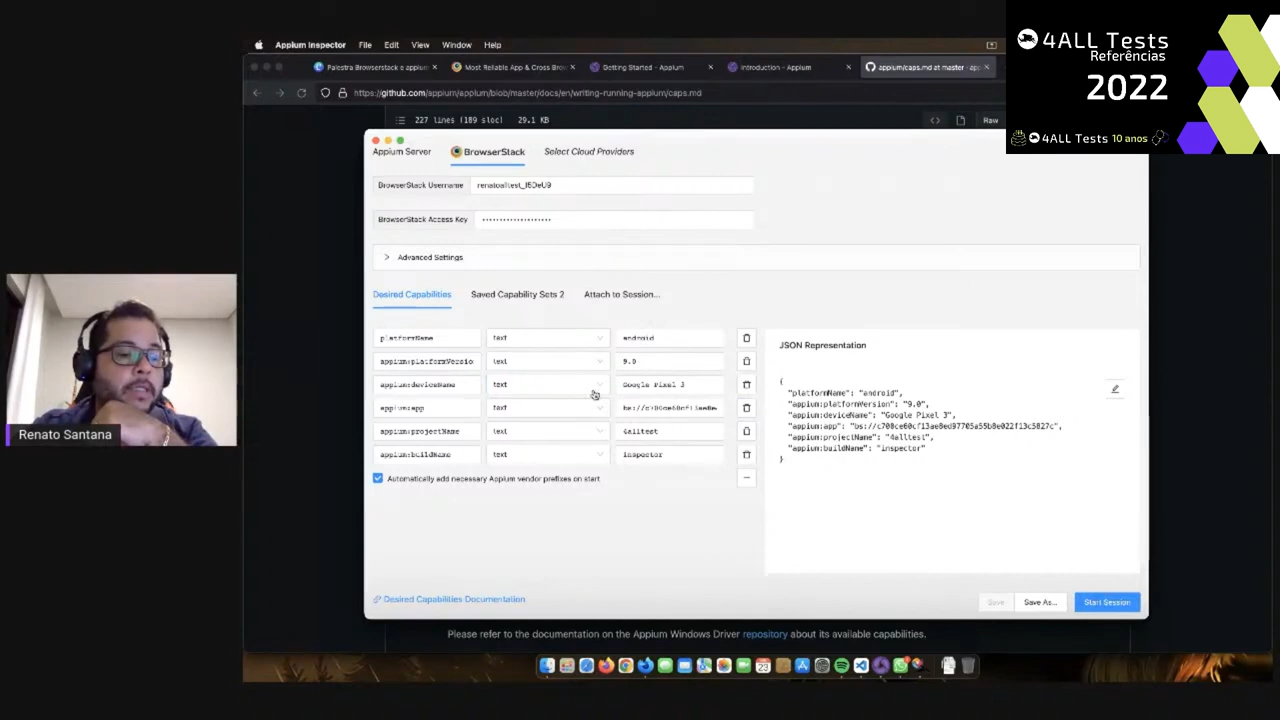 Appium Inspector File Edit View Window Help
4ALL Tests
Referências
2022
4ALL Tests 10 anos
Palestra Browserstack e appium
Most Reliable App & Cross Bro
Getting Started - Appium
Introduction - Appium
appium/caps.md at master · app
https://github.com/appium/appium/blob/master/docs/en/writing-running-appium/caps.md
227 lines (189 sloc) 29.1 KB
Raw
Appium Server BrowserStack Select Cloud Providers
BrowserStack Username renatoalltest_I5DeU9
BrowserStack Access Key
Advanced Settings
Desired Capabilities Saved Capability Sets 2 Attach to Session...
platformName text android
appium:platformVersio text 9.0
appium:deviceName text Google Pixel 3
appium:app text bs://c700ce60cf13ae8e
appium:projectName text 4alltest
appium:buildName text inspector
Automatically add necessary Appium vendor prefixes on start
JSON Representation
{
"platformName": "android",
"appium:platformVersion": "9.0",
"appium:deviceName": "Google Pixel 3",
"appium:projectName": "4alltest",
"appium:buildName": "inspector"
}
Renato Santana
Desired Capabilities Documentation
Save Save As... Start Session
Please refer to the documentation on the Appium Windows Driver repository about its available capabilities.
23